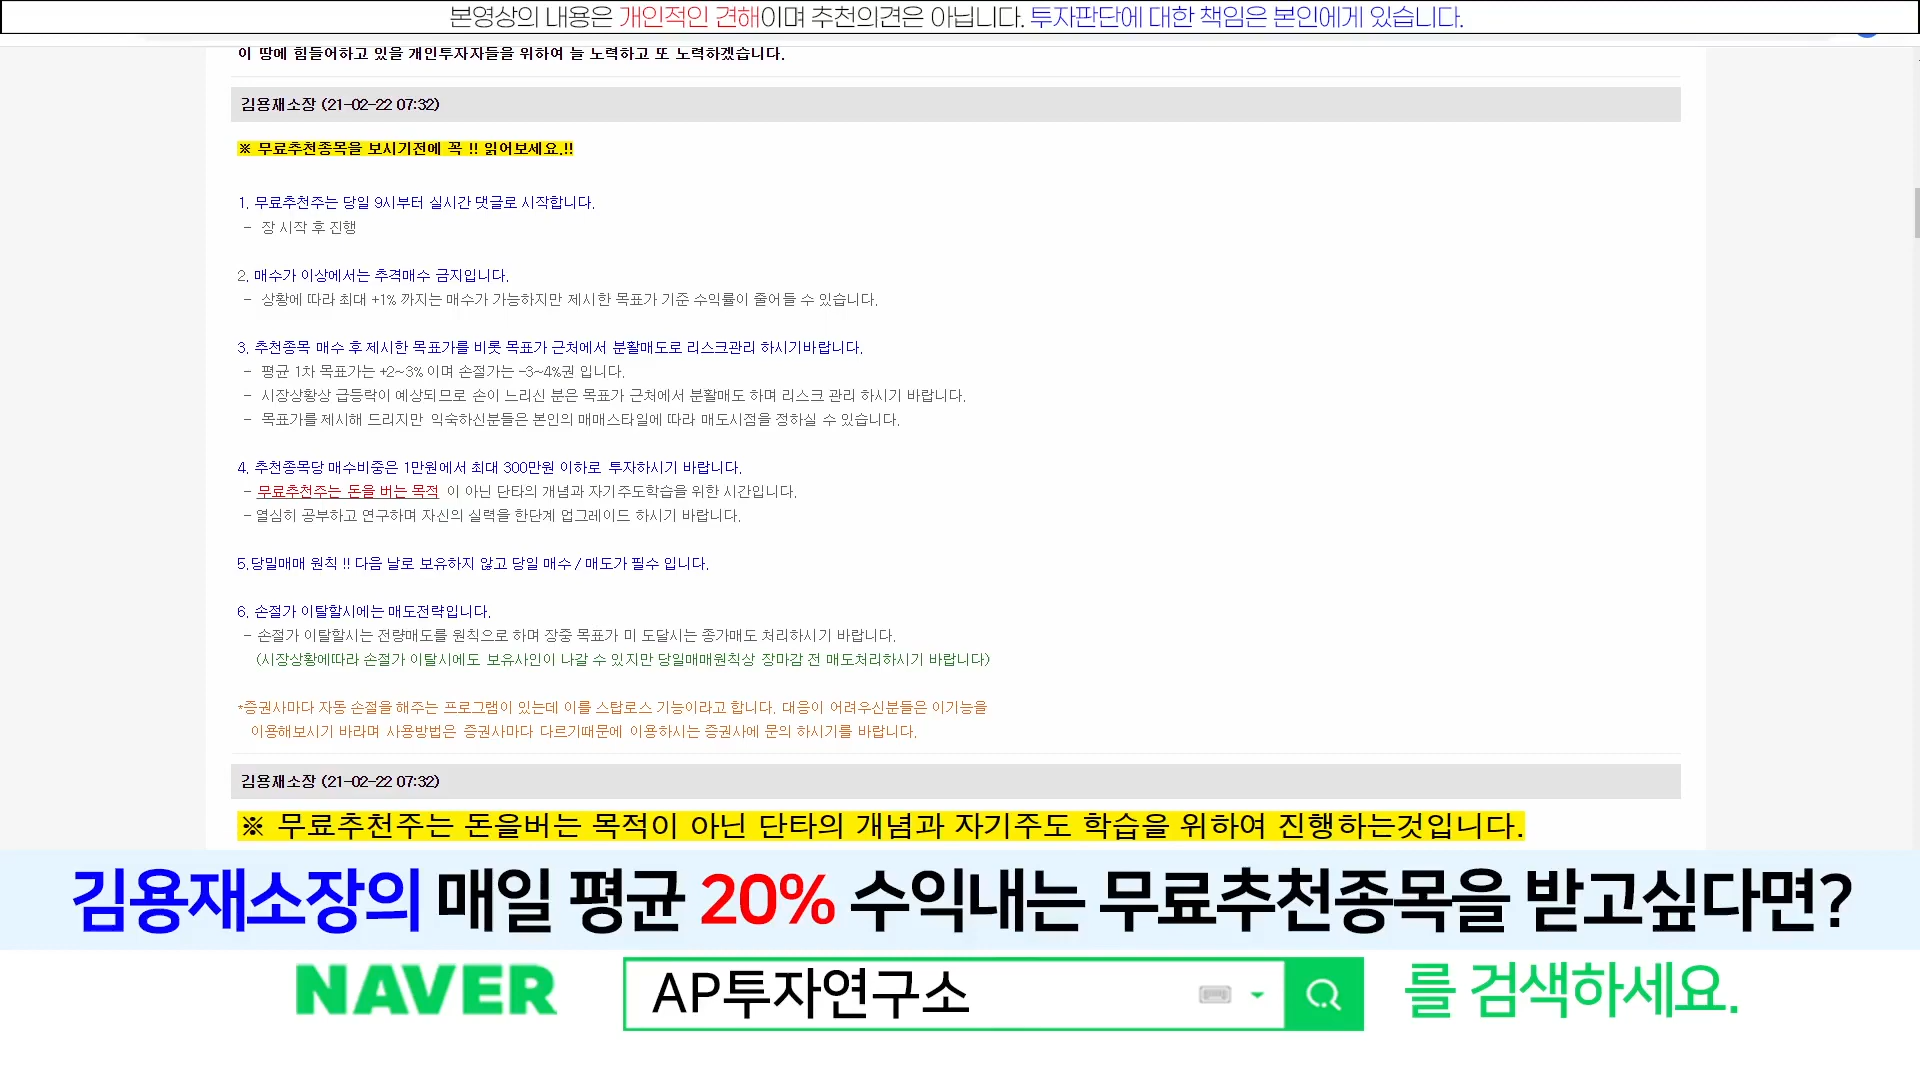 본영상의 내용은 개인적인 견해이며 추천의견은 아닙니다. 투자판단에 대한 책임은 본인에게 있습니다.
이 땅에 힘들어하고 있을 개인투자자들을 위하여 늘 노력하고 또 노력하겠습니다.
김용재소장 (21-02-22 07:32)
※ 무료추천종목을 보시기전에 꼭 !! 읽어보세요.!!
1. 무료추천주는 당일 9시부터 실시간 댓글로 시작합니다.
- 장 시작 후 진행
2. 매수가 이상에서는 추격매수 금지입니다.
- 상황에 따라 최대 +1% 까지는 매수가 가능하지만 제시한 목표가 기준 수익률이 줄어들 수 있습니다.
3. 추천종목 매수 후 제시한 목표가를 비롯 목표가 근처에서 분활매도로 리스크관리 하시기바랍니다.
- 평균 1차 목표가는 +2~3% 이며 손절가는 -3~4%권 입니다.
- 시장상황상 급등락이 예상되므로 손이 느리신 분은 목표가 근처에서 분활매도 하며 리스크 관리 하시기 바랍니다.
- 목표가를 제시해 드리지만 익숙하신분들은 본인의 매매스타일에 따라 매도시점을 정하실 수 있습니다.
4. 추천종목당 매수비중은 1만원에서 최대 300만원 이하로 투자하시기 바랍니다.
- 무료추천주는 돈을 버는 목적 이 아닌 단타의 개념과 자기주도학습을 위한 시간입니다.
- 열심히 공부하고 연구하며 자신의 실력을 한단계 업그레이드 하시기 바랍니다.
5.당밀매매 원칙 !! 다음 날로 보유하지 않고 당일 매수 / 매도가 필수 입니다.
6. 손절가 이탈할시에는 매도전략입니다.
- 손절가 이탈할시는 전량매도를 원칙으로 하며 장중 목표가 미 도달시는 종가매도 처리하시기 바랍니다.
(시장상황에따라 손절가 이탈시에도 보유사인이 나갈 수 있지만 당일매매원칙상 장마감 전 매도처리하시기 바랍니다)
*증권사마다 자동 손절을 해주는 프로그램이 있는데 이를 스탑로스 기능이라고 합니다. 대응이 어려우신분들은 이기능을
이용해보시기 바라며 사용방법은 증권사마다 다르기때문에 이용하시는 증권사에 문의 하시기를 바랍니다.
김용재소장 (21-02-22 07:32)
※ 무료추천주는 돈을버는 목적이 아닌 단타의 개념과 자기주도 학습을 위하여 진행하는것입니다.
김용재소장의 매일 평균 20% 수익내는 무료추천종목을 받고싶다면?
NAVER AP투자연구소 를 검색하세요.